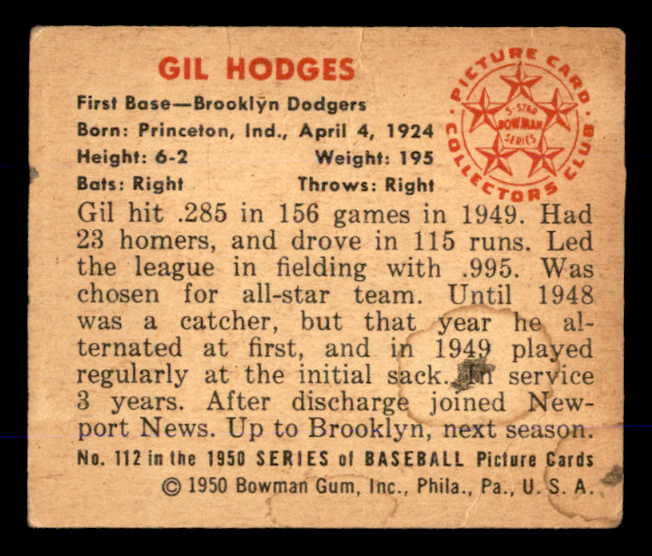 GIL HODGES
First Base—Brooklyn Dodgers
Born: Princeton, Ind., April 4, 1924
Height: 6-2 Weight: 195
Bats: Right Throws: Right
PICTURE CARD
5-STAR
BOWMAN
SERIES
COLLECTORS CLUB
Gil hit .285 in 156 games in 1949. Had
23 homers, and drove in 115 runs. Led
the league in fielding with .995. Was
chosen for all-star team. Until 1948
was a catcher, but that year he al-
ternated at first, and in 1949 played
regularly at the initial sack. In service
3 years. After discharge joined New-
port News. Up to Brooklyn, next season.
No. 112 in the 1950 SERIES of BASEBALL Picture Cards
© 1950 Bowman Gum, Inc., Phila., Pa., U. S. A.